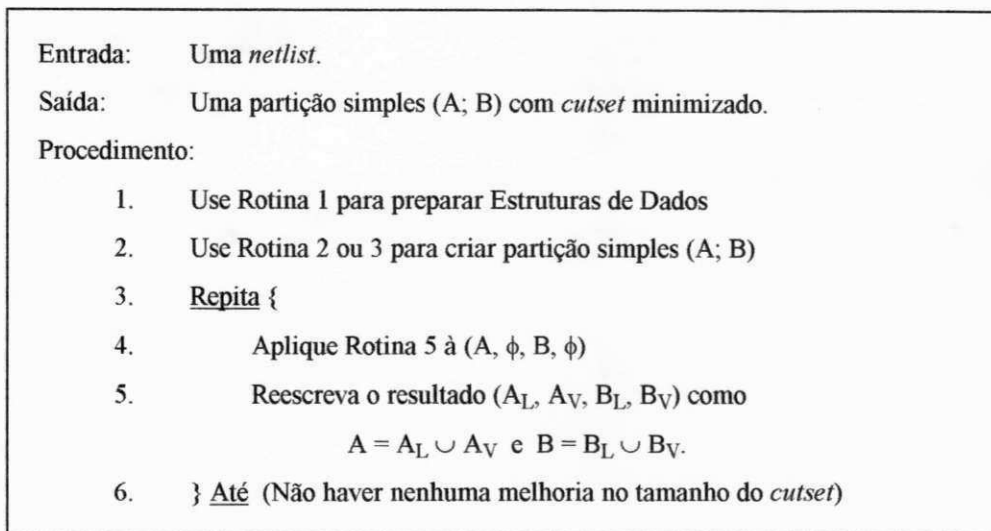 Entrada: Uma netlist.
Saída: Uma partição simples (A; B) com cutset minimizado.
Procedimento:
1. Use Rotina 1 para preparar Estruturas de Dados
2. Use Rotina 2 ou 3 para criar partição simples (A; B)
3. Repita {
4. Aplique Rotina 5 à (A, ϕ, B, ϕ)
5. Reescreva o resultado (A_L, A_V, B_L, B_V) como
A = A_L ∪ A_V e B = B_L ∪ B_V.
6. } Até (Não haver nenhuma melhoria no tamanho do cutset)